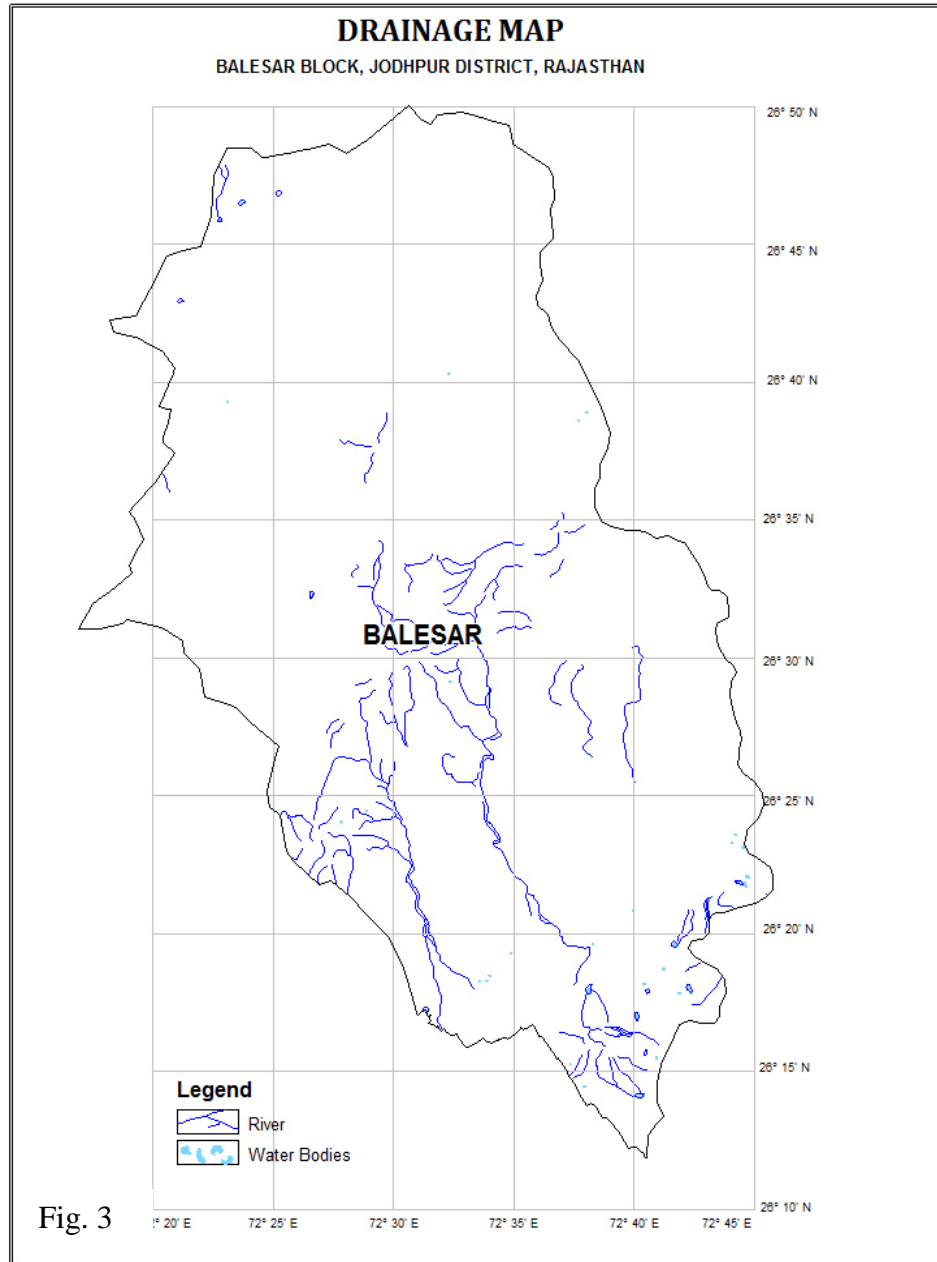 DRAINAGE MAP
BALESAR BLOCK, JODHPUR DISTRICT, RAJASTHAN
26° 50' N
26° 45' N
26° 40' N
26° 35' N
BALESAR
26° 30' N
26° 25' N
26° 20' N
26° 15' N
Legend
River
Water Bodies
26° 10' N
Fig. 3
2° 20' E 72° 25' E 72° 30' E 72° 35' E 72° 40' E 72° 45' E